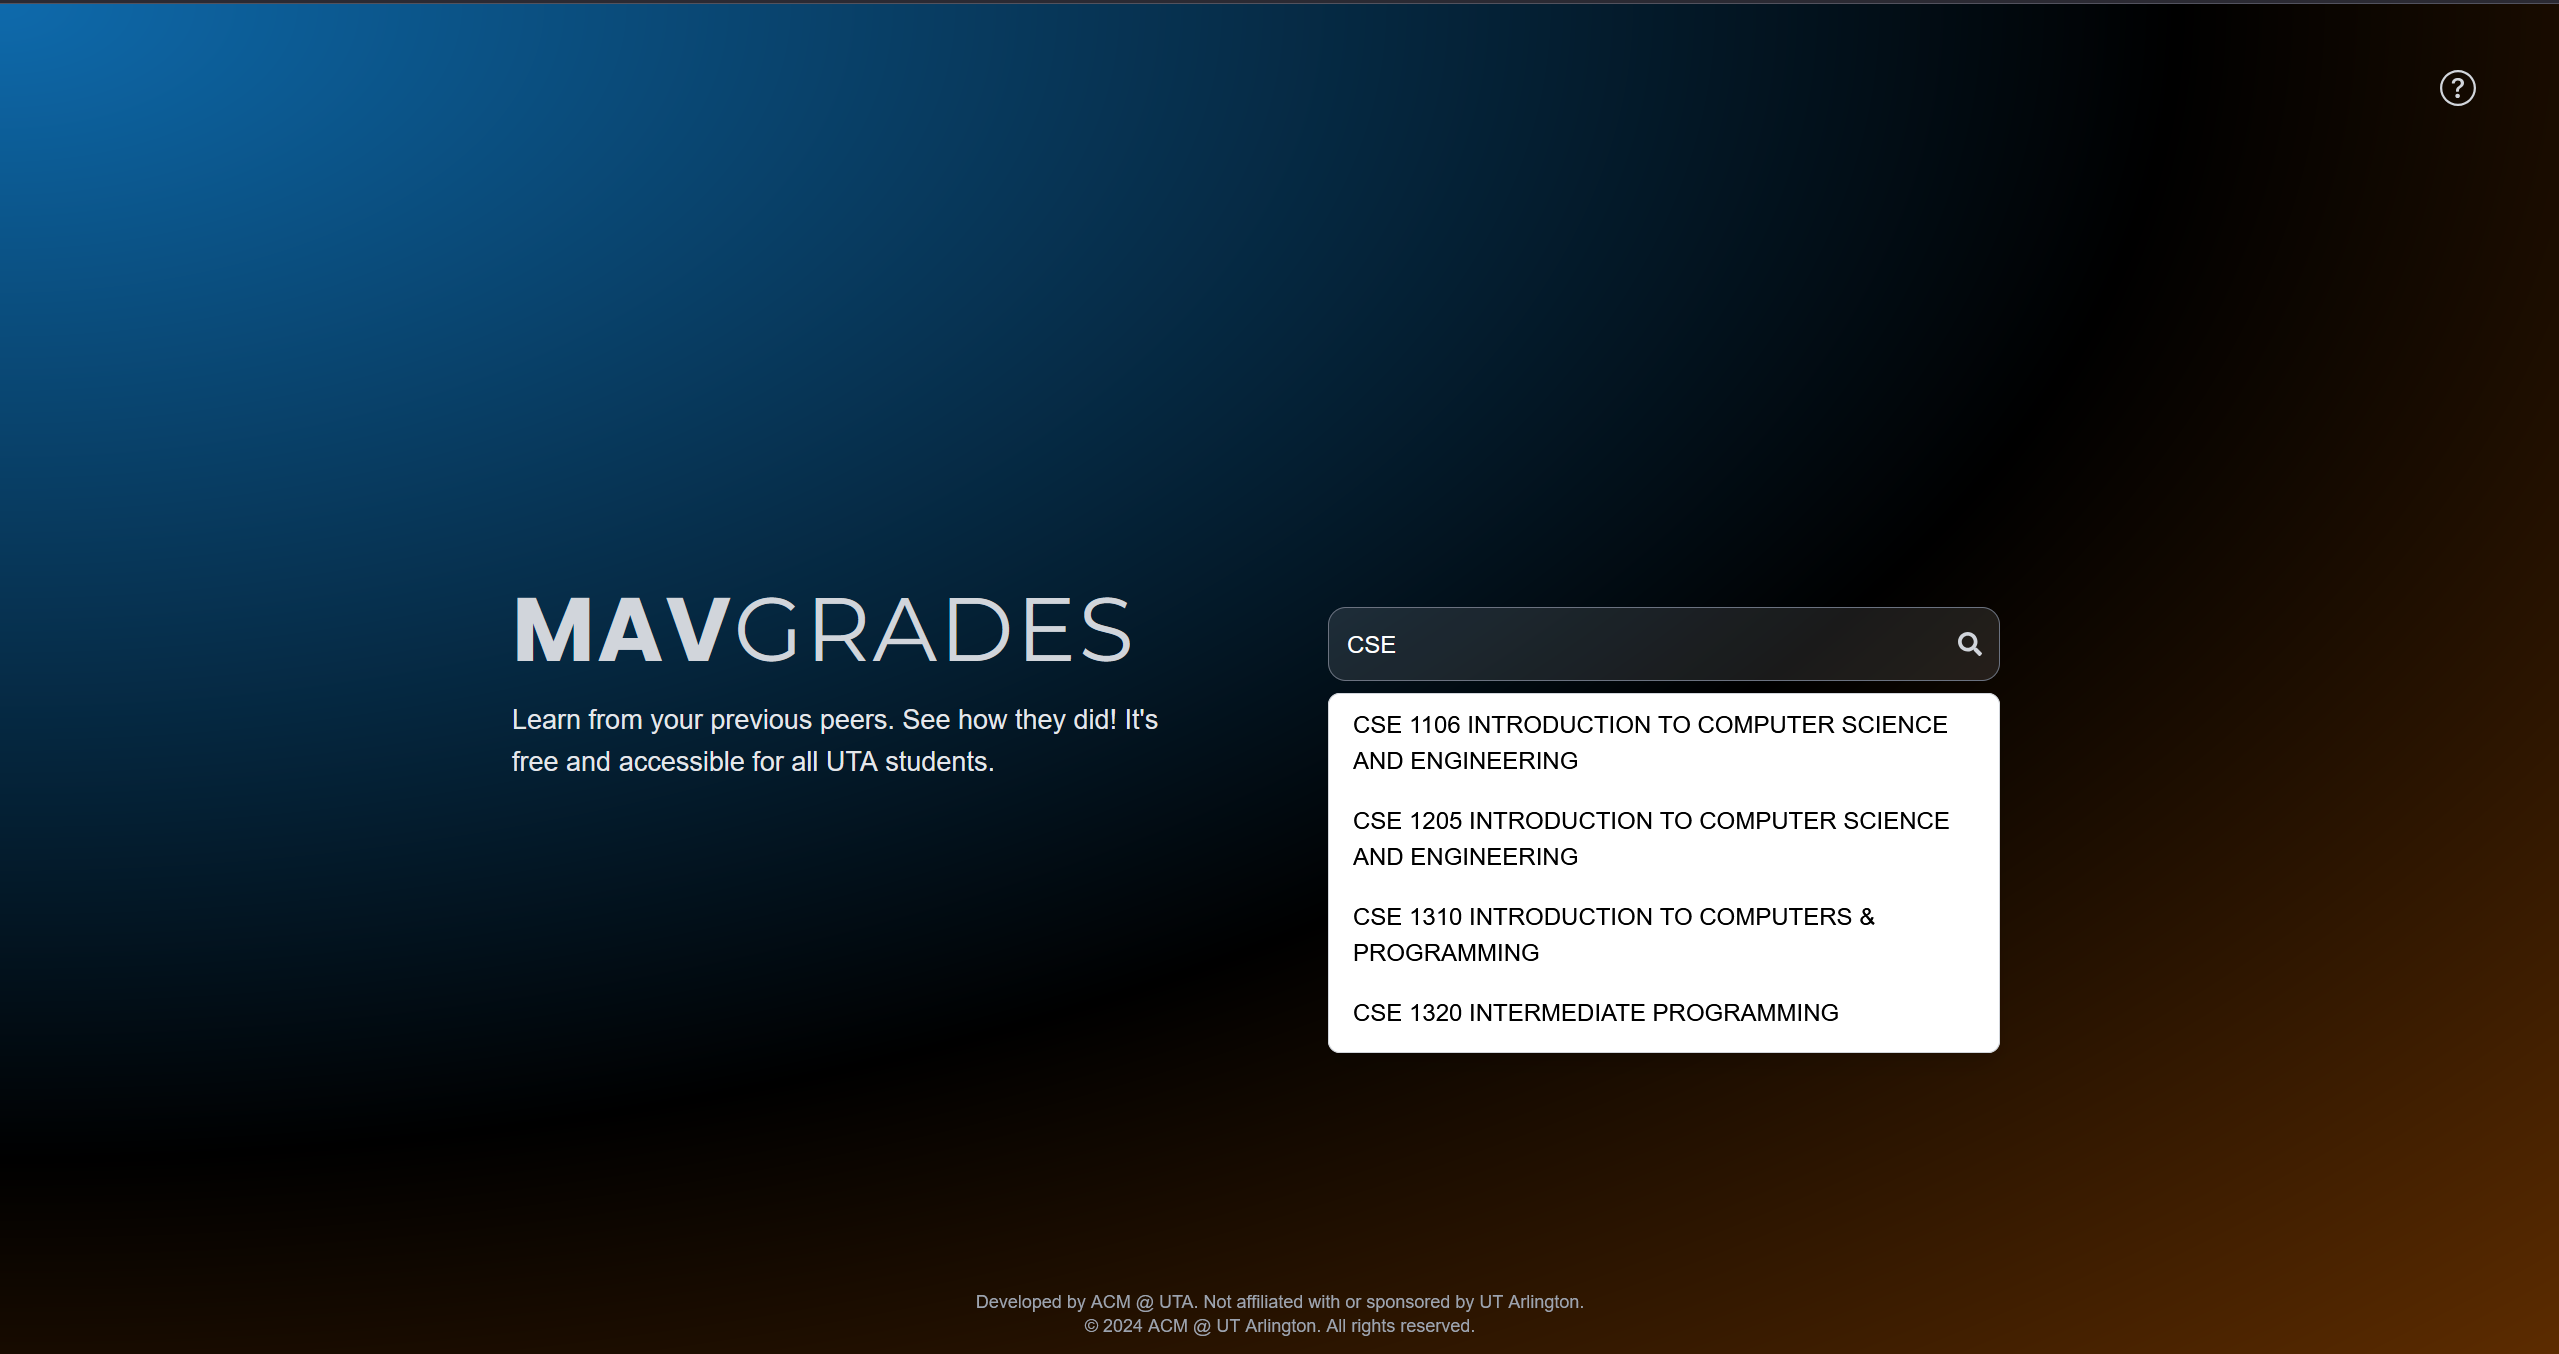 ?
MAVGRADES
Learn from your previous peers. See how they did! It's
free and accessible for all UTA students.
CSE
CSE 1106 INTRODUCTION TO COMPUTER SCIENCE
AND ENGINEERING
CSE 1205 INTRODUCTION TO COMPUTER SCIENCE
AND ENGINEERING
CSE 1310 INTRODUCTION TO COMPUTERS &
PROGRAMMING
CSE 1320 INTERMEDIATE PROGRAMMING
Developed by ACM @ UTA. Not affiliated with or sponsored by UT Arlington.
© 2024 ACM @ UT Arlington. All rights reserved.